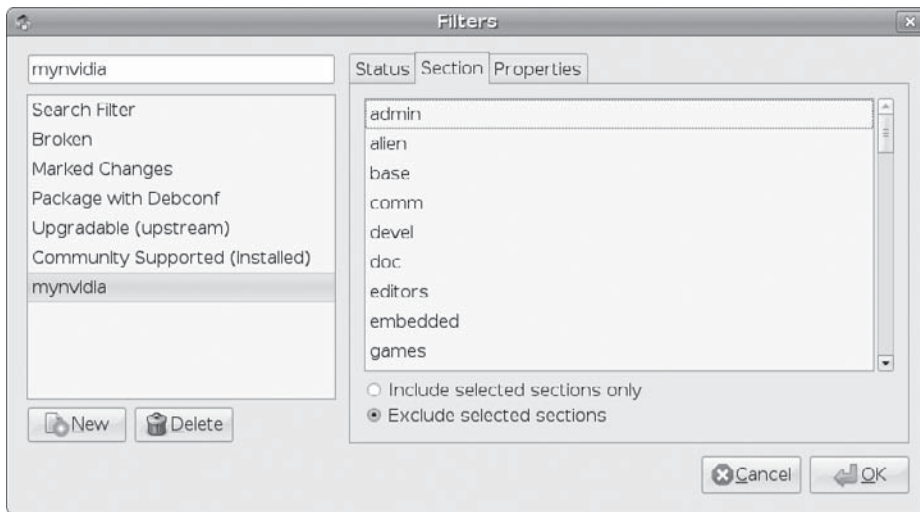 Filters
mynvidia
Search Filter
Broken
Marked Changes
Package with Debconf
Upgradable (upstream)
Community Supported (installed)
mynvidia
New
Delete
Status
Section
Properties
admin
alien
base
comm
devel
doc
editors
embedded
games
Include selected sections only
Exclude selected sections
Cancel
OK